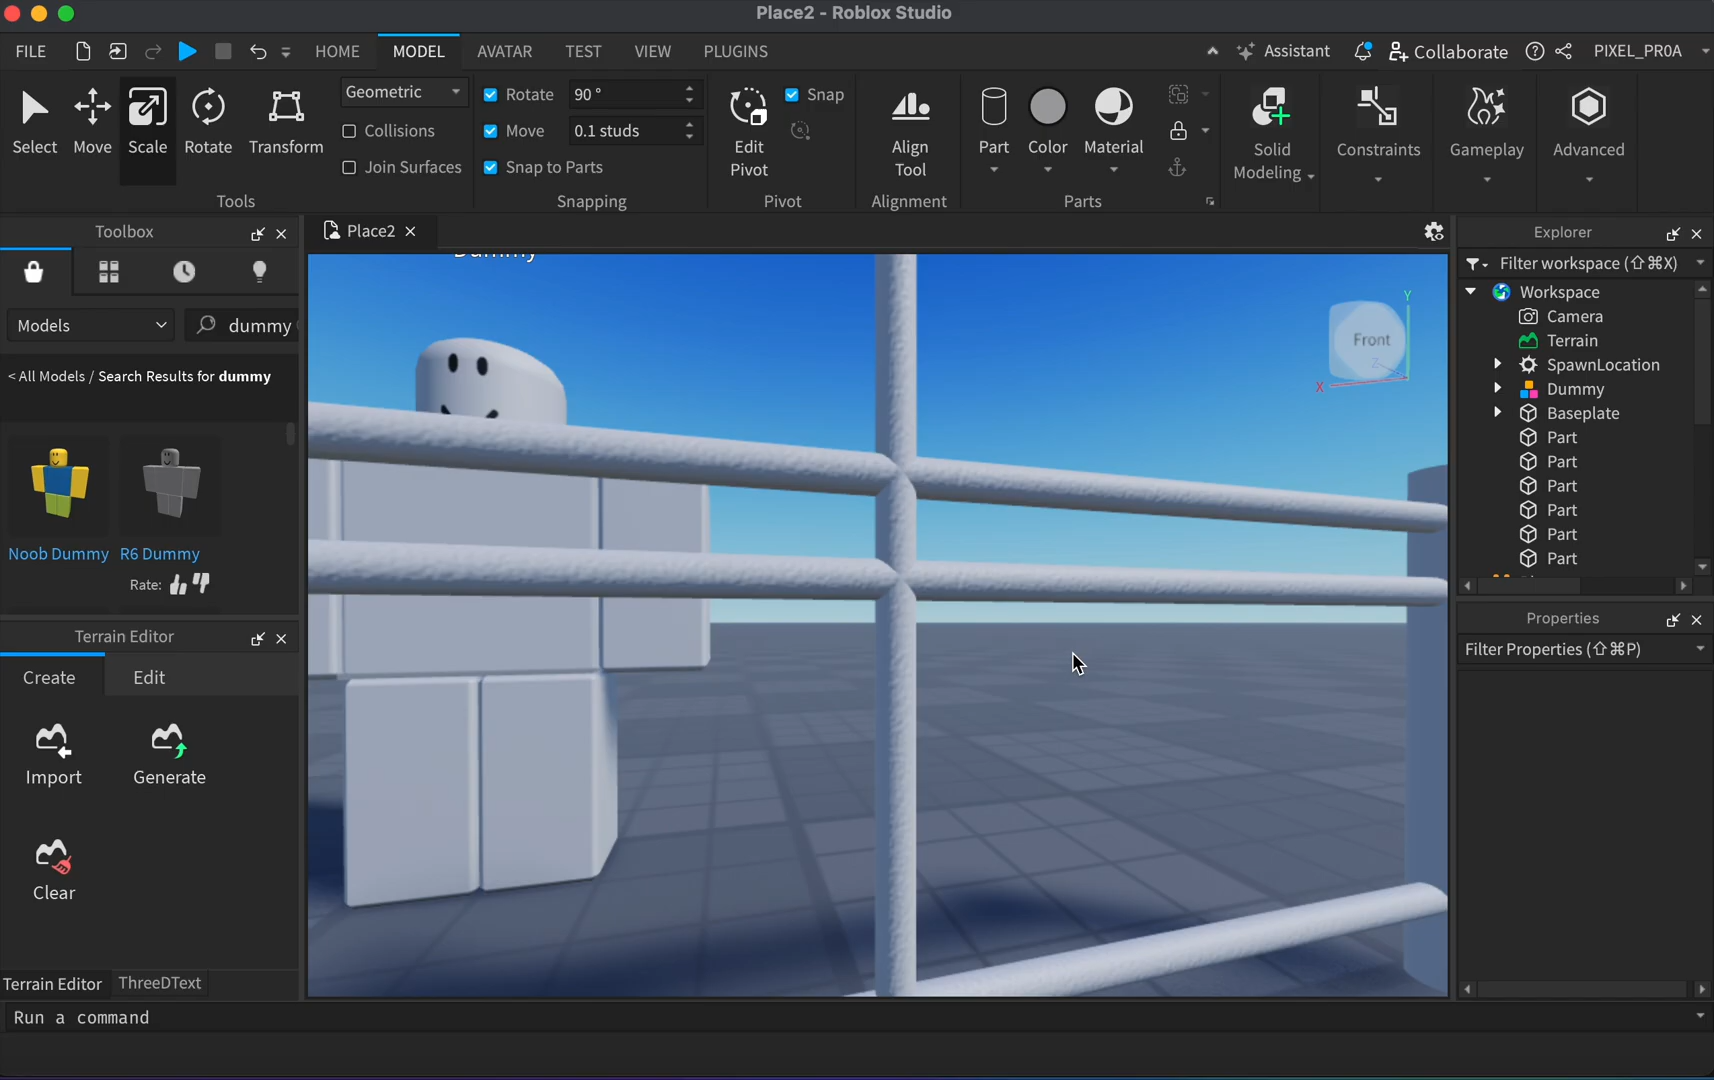 Place2 - Roblox Studio
FILE
HOME
MODEL
AVATAR
TEST
VIEW
PLUGINS
Assistant
Collaborate
PIXEL_PR0A
Select
Move
Scale
Rotate
Transform
Geometric
Collisions
Join Surfaces
Tools
Rotate
90 °
Move
0.1 studs
Snap to Parts
Snapping
Edit
Pivot
Snap
Pivot
Align
Tool
Alignment
Part
Color
Material
Parts
Solid
Modeling
Constraints
Gameplay
Advanced
Toolbox
Models
dummy
< All Models / Search Results for dummy
Noob Dummy
R6 Dummy
Rate:
Terrain Editor
Create
Edit
Import
Generate
Clear
Terrain Editor
ThreeDText
Place2
Dummy
Front
Y
X
Z
Explorer
Filter workspace (⇧⌘X)
Workspace
Camera
Terrain
SpawnLocation
Dummy
Baseplate
Part
Part
Part
Part
Part
Part
Properties
Filter Properties (⇧⌘P)
Run a command